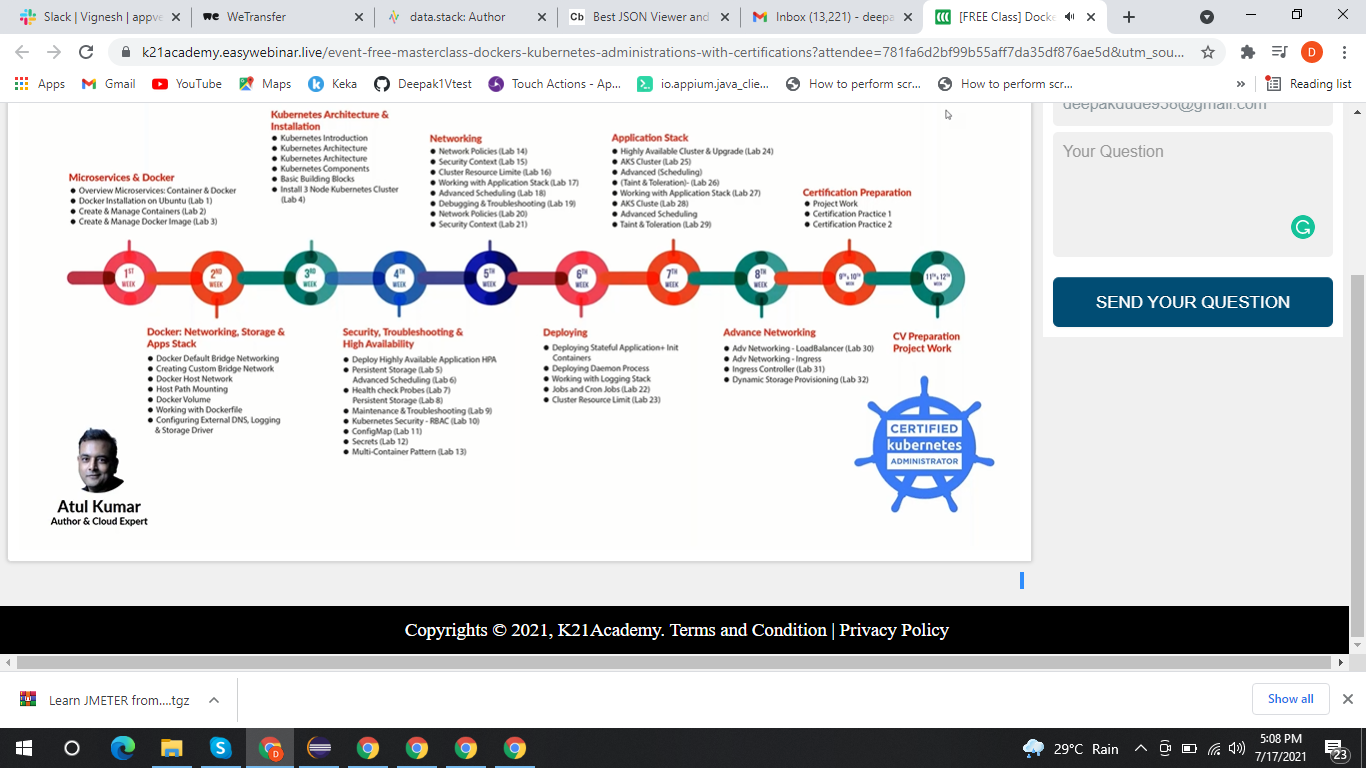 Slack | Vignesh | appve
WeTransfer
data.stack: Author
Cb
Best JSON Viewer and
Inbox (13,221) - deepa
[FREE Class] Docke
k21academy.easywebinar.live/event-free-masterclass-dockers-kubernetes-administrations-with-certifications?attendee=781fa6d2bf99b55aff7da35df876ae5d&utm_sou...
D
Apps
Gmail
YouTube
Maps
Keka
Deepak1Vtest
Touch Actions - Ap...
io.appium.java_clie...
How to perform scr...
How to perform scr...
»
Reading list
Kubernetes Architecture &
Installation
Kubernetes Introduction
Kubernetes Architecture
Kubernetes Architecture
Kubernetes Components
Basic Building Blocks
Install 3 Node Kubernetes Cluster
(Lab 4)
Networking
Network Policies (Lab 14)
Security Context (Lab 15)
Cluster Resource Limite (Lab 16)
Working with Application Stack (Lab 17)
Advanced Scheduling (Lab 18)
Debugging & Troubleshooting (Lab 19)
Network Policies (Lab 20)
Security Context (Lab 21)
Application Stack
Highly Available Cluster & Upgrade (Lab 24)
AKS Cluster (Lab 25)
Advanced (Scheduling)
(Taint & Toleration)- (Lab 26)
Working with Application Stack (Lab 27)
AKS Cluste (Lab 28)
Advanced Scheduling
Taint & Toleration (Lab 29)
Microservices & Docker
Overview Microservices: Container & Docker
Docker Installation on Ubuntu (Lab 1)
Create & Manage Containers (Lab 2)
Create & Manage Docker Image (Lab 3)
Certification Preparation
Project Work
Certification Practice 1
Certification Practice 2
1ST
WEEK
2ND
WEEK
3RD
WEEK
4TH
WEEK
5TH
WEEK
6TH
WEEK
7TH
WEEK
8TH
WEEK
9TH & 10TH
WEEK
11TH & 12TH
WEEK
Docker: Networking, Storage &
Apps Stack
Docker Default Bridge Networking
Creating Custom Bridge Network
Docker Host Network
Host Path Mounting
Docker Volume
Working with Dockerfile
Configuring External DNS, Logging
& Storage Driver
Security, Troubleshooting &
High Availability
Deploy Highly Available Application HPA
Persistent Storage (Lab 5)
Advanced Scheduling (Lab 6)
Health check Probes (Lab 7)
Persistent Storage (Lab 8)
Maintenance & Troubleshooting (Lab 9)
Kubernetes Security - RBAC (Lab 10)
ConfigMap (Lab 11)
Secrets (Lab 12)
Multi-Container Pattern (Lab 13)
Deploying
Deploying Stateful Application+ Init
Containers
Deploying Daemon Process
Working with Logging Stack
Jobs and Cron Jobs (Lab 22)
Cluster Resource Limit (Lab 23)
Advance Networking
Adv Networking - LoadBalancer (Lab 30)
Adv Networking - Ingress
Ingress Controller (Lab 31)
Dynamic Storage Provisioning (Lab 32)
CV Preparation
Project Work
CERTIFIED
kubernetes
ADMINISTRATOR
Atul Kumar
Author & Cloud Expert
deepakdude956@gmail.com
Your Question
SEND YOUR QUESTION
Copyrights © 2021, K21Academy. Terms and Condition | Privacy Policy
Learn JMETER from....tgz
Show all
29°C Rain
5:08 PM
7/17/2021
23